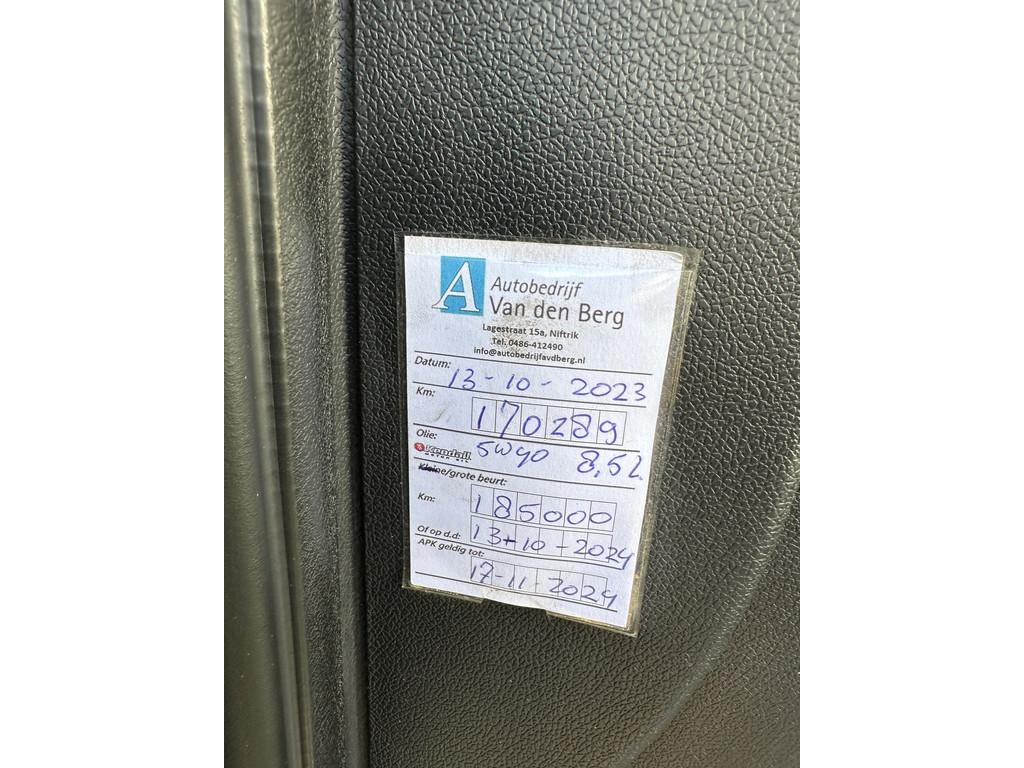 A
Autobedrijf
Van den Berg
Lagestraat 15a, Niftrik
Tel. 0486-412490
info@autobedrijfavdberg.nl
Datum: 13-10-2023
Km: 170289
Olie: Kendall MOTOR OIL 5W40 8,5L
Kleine/grote beurt:
Km: 185000
Of op d.d: 13-10-2024
APK geldig tot:
17-11-2024